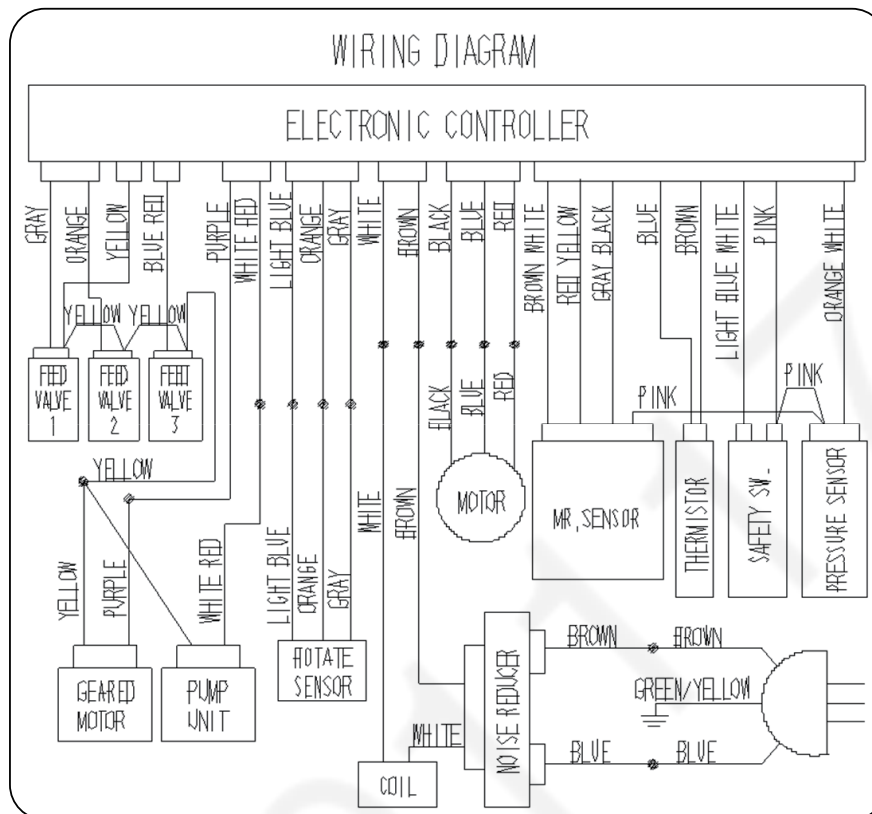 WIRING DIAGRAM
ELECTRONIC CONTROLLER
GRAY
ORANGE
YELLOW
BLUE RED
PURPLE
WHITE RED
LIGHT BLUE
ORANGE
GRAY
WHITE
BROWN
BLACK
BLUE
RED
BROWN WHITE
RED YELLOW
GRAY BLACK
BLUE
BROWN
LIGHT BLUE WHITE
PINK
ORANGE WHITE
YELLOW
YELLOW
FEED
VALVE
1
FEED
VALVE
2
FEED
VALVE
3
BLACK
BLUE
RED
PINK
PINK
YELLOW
MOTOR
MR. SENSOR
THERMISTOR
SAFETY SW.
PRESSURE SENSOR
WHITE
BROWN
YELLOW
PURPLE
WHITE RED
LIGHT BLUE
ORANGE
GRAY
GEARED
MOTOR
PUMP
UNIT
ROTATE
SENSOR
WHITE
COIL
NOISE REDUCER
BROWN
BROWN
GREEN/YELLOW
BLUE
BLUE